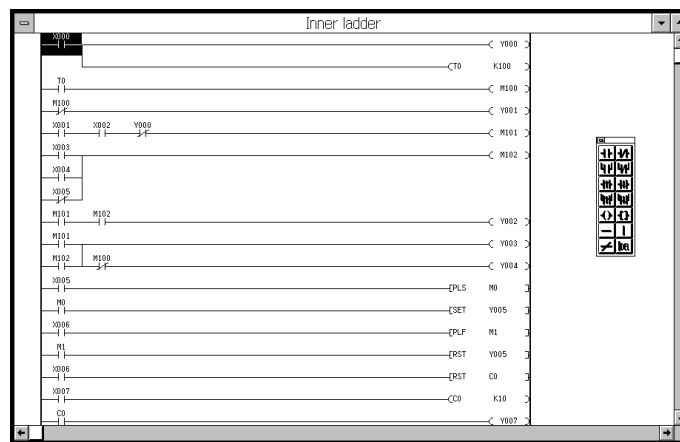 Inner ladder
X000 Y000
T0 K100
T0 M100
M100 Y001
X001 X002 Y000 M101
X003 M102
X004
X005
M101 M102 Y002
M101 Y003
M102 M100 Y004
X005 PLS M0
M0 SET Y005
X006 PLF M1
M1 RST Y005
X006 RST C0
X007 C0 K10
C0 Y007
DEL